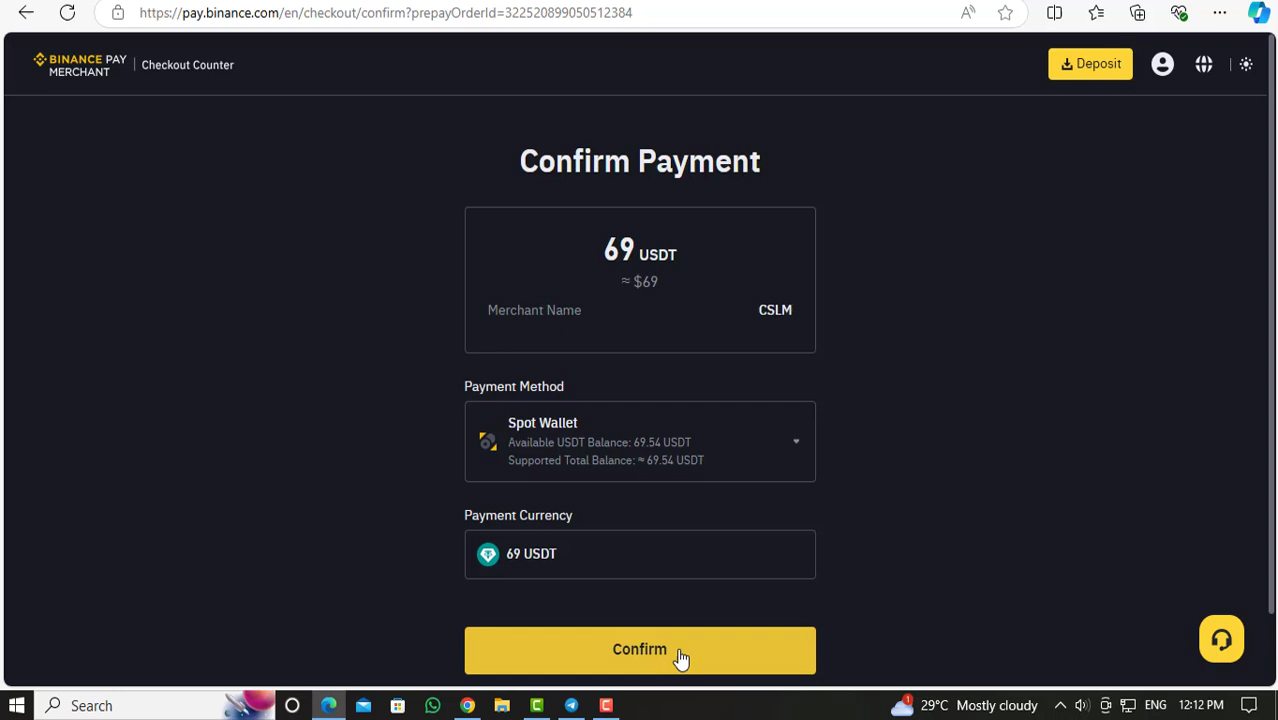 https://pay.binance.com/en/checkout/confirm?prepayOrderId=322520899050512384
BINANCE PAY
MERCHANT
Checkout Counter
Deposit
Confirm Payment
69 USDT
≈ $69
Merchant Name CSLM
Payment Method
Spot Wallet
Available USDT Balance: 69.54 USDT
Supported Total Balance: ≈ 69.54 USDT
Payment Currency
69 USDT
Confirm
Search
1
29°C Mostly cloudy
ENG
12:12 PM